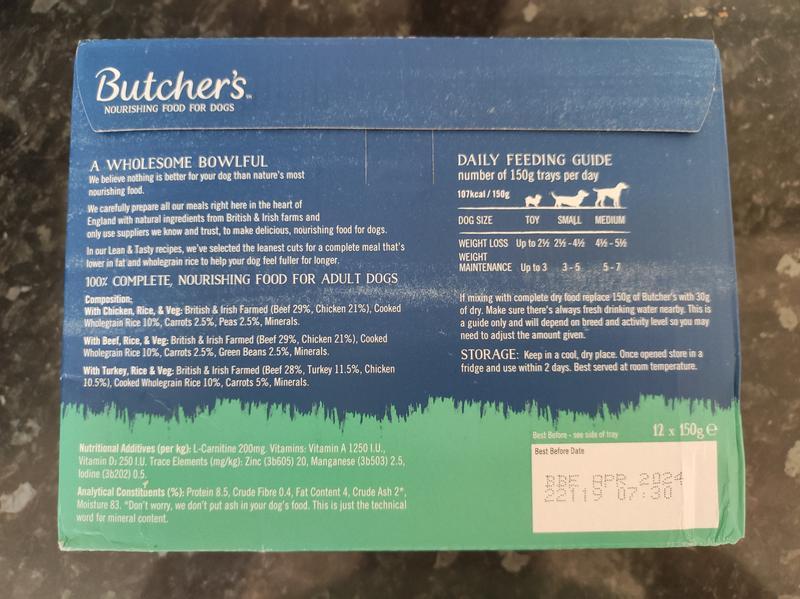 Butcher's™
NOURISHING FOOD FOR DOGS
A WHOLESOME BOWLFUL
We believe nothing is better for your dog than nature's most
nourishing food.
We carefully prepare all our meals right here in the heart of
England with natural ingredients from British & Irish farms and
only use suppliers we know and trust, to make delicious, nourishing food for dogs.
In our Lean & Tasty recipes, we've selected the leanest cuts for a complete meal that's
lower in fat and wholegrain rice to help your dog feel fuller for longer.
100% COMPLETE, NOURISHING FOOD FOR ADULT DOGS
Composition:
With Chicken, Rice, & Veg: British & Irish Farmed (Beef 29%, Chicken 21%), Cooked
Wholegrain Rice 10%, Carrots 2.5%, Peas 2.5%, Minerals.
With Beef, Rice, & Veg: British & Irish Farmed (Beef 29%, Chicken 21%), Cooked
Wholegrain Rice 10%, Carrots 2.5%, Green Beans 2.5%, Minerals.
With Turkey, Rice & Veg: British & Irish Farmed (Beef 28%, Turkey 11.5%, Chicken
10.5%), Cooked Wholegrain Rice 10%, Carrots 5%, Minerals.
Nutritional Additives (per kg): L-Carnitine 200mg. Vitamins: Vitamin A 1250 I.U.,
Vitamin D: 250 I.U. Trace Elements (mg/kg): Zinc (3b605) 20, Manganese (3b503) 2.5,
Iodine (3b202) 0.5.
Analytical Constituents (%): Protein 8.5, Crude Fibre 0.4, Fat Content 4, Crude Ash 2*,
Moisture 83. *Don't worry, we don't put ash in your dog's food. This is just the technical
word for mineral content.
DAILY FEEDING GUIDE
number of 150g trays per day
107kcal / 150g
DOG SIZE TOY SMALL MEDIUM
WEIGHT LOSS Up to 2½ 2½ - 4½ 4½ - 5½
WEIGHT
MAINTENANCE Up to 3 3 - 5 5 - 7
If mixing with complete dry food replace 150g of Butcher's with 30g
of dry. Make sure there's always fresh drinking water nearby. This is
a guide only and will depend on breed and activity level so you may
need to adjust the amount given.
STORAGE: Keep in a cool, dry place. Once opened store in a
fridge and use within 2 days. Best served at room temperature.
Best Before - see side of tray
12 x 150g ℮
Best Before Date
BBE APR 2024
22119 07:30